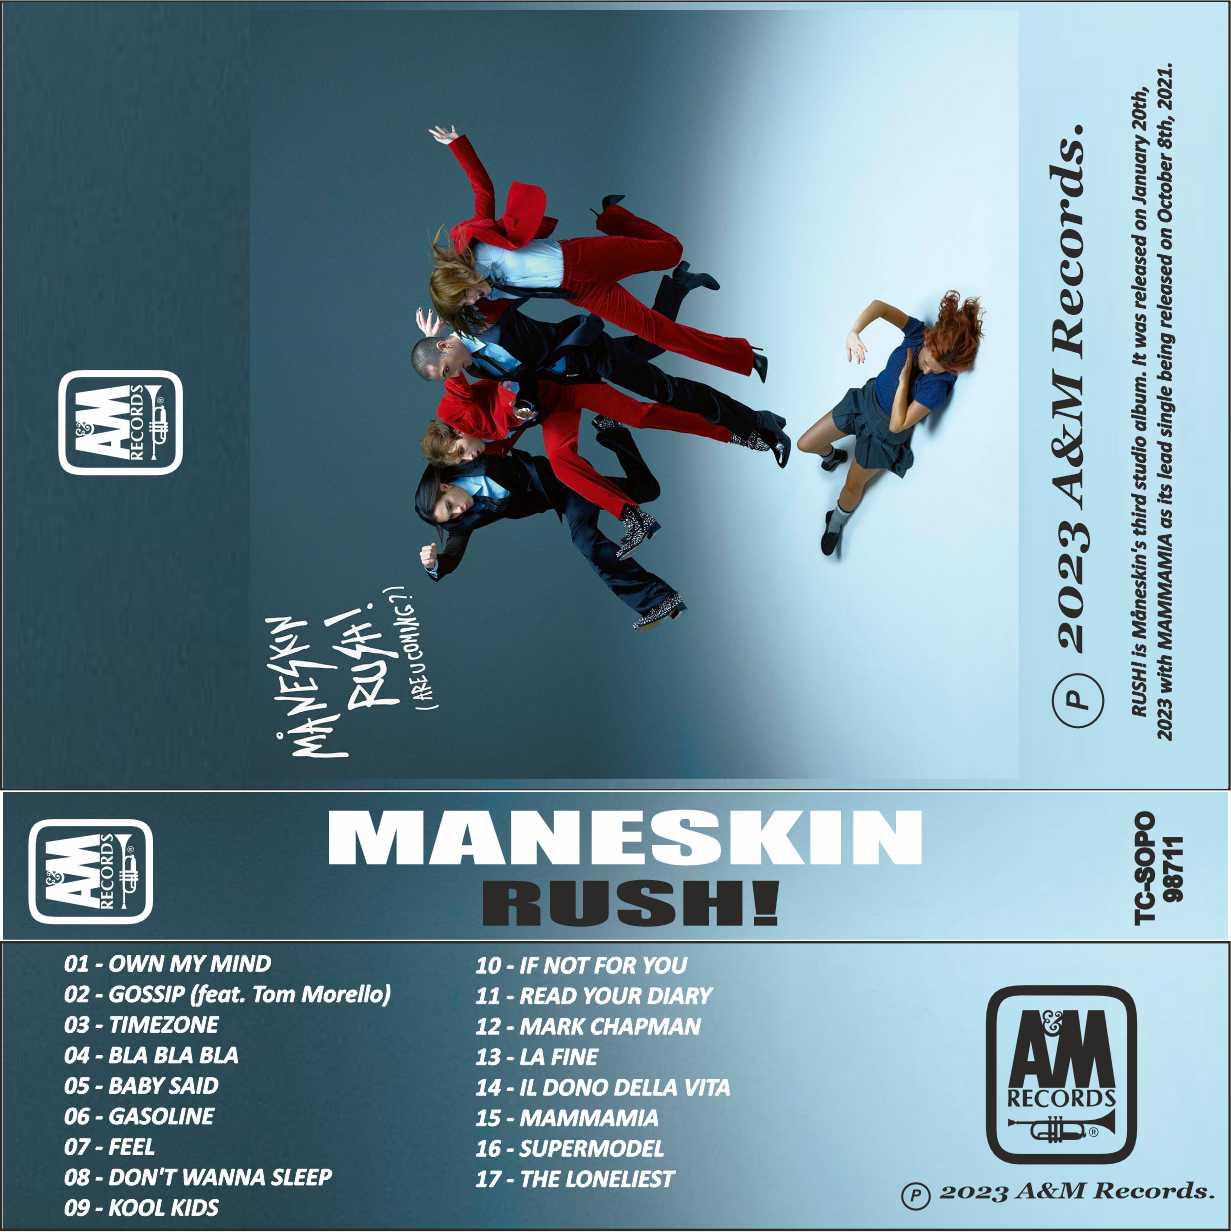 A&M
RECORDS
®
MÅNESKIN
RUSH!
(ARE U COMING?)
Ⓟ 2023 A&M Records.
RUSH! is Måneskin's third studio album. It was released on January 20th,
2023 with MAMMAMIA as its lead single being released on October 8th, 2021.
A&M
RECORDS
®
MANESKIN
RUSH!
TC-SOPO
98711
01 - OWN MY MIND
02 - GOSSIP (feat. Tom Morello)
03 - TIMEZONE
04 - BLA BLA BLA
05 - BABY SAID
06 - GASOLINE
07 - FEEL
08 - DON'T WANNA SLEEP
09 - KOOL KIDS
10 - IF NOT FOR YOU
11 - READ YOUR DIARY
12 - MARK CHAPMAN
13 - LA FINE
14 - IL DONO DELLA VITA
15 - MAMMAMIA
16 - SUPERMODEL
17 - THE LONELIEST
A&M
RECORDS
®
Ⓟ 2023 A&M Records.